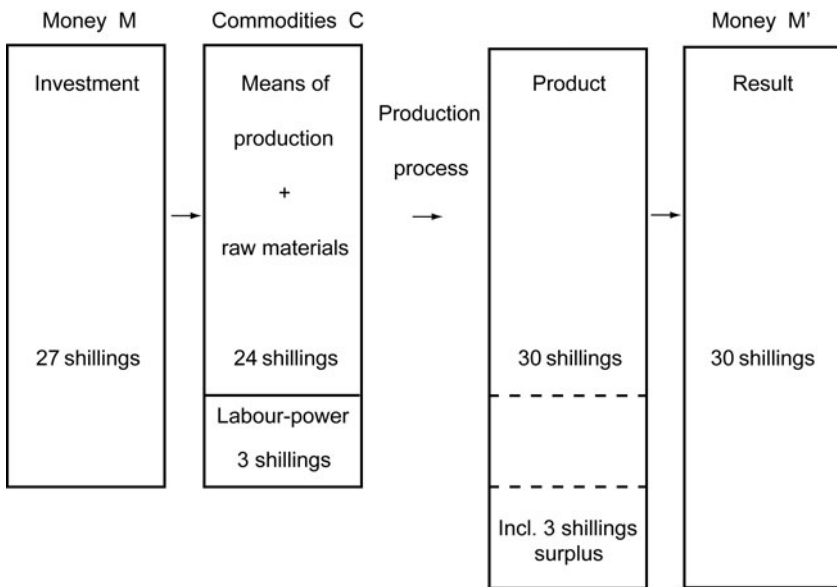 Money M
Commodities C
Money M’
Investment
27 shillings
Means of
production
+
raw materials
24 shillings
Labour-power
3 shillings
Production
process
Product
30 shillings
Incl. 3 shillings
surplus
Result
30 shillings